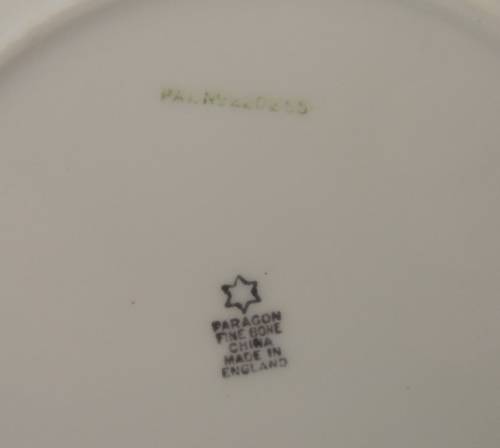 PARAGON
FINE BONE
CHINA
MADE IN
ENGLAND